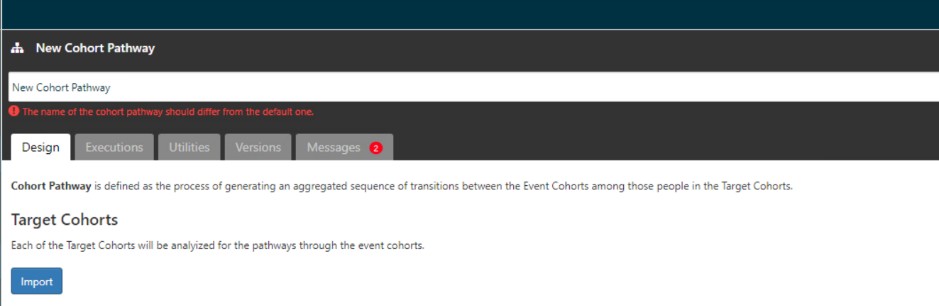 New Cohort Pathway
New Cohort Pathway
The name of the cohort pathway should differ from the default one.
Design Executions Utilities Versions Messages 2
Cohort Pathway is defined as the process of generating an aggregated sequence of transitions between the Event Cohorts among those people in the Target Cohorts.
Target Cohorts
Each of the Target Cohorts will be analyized for the pathways through the event cohorts.
Import